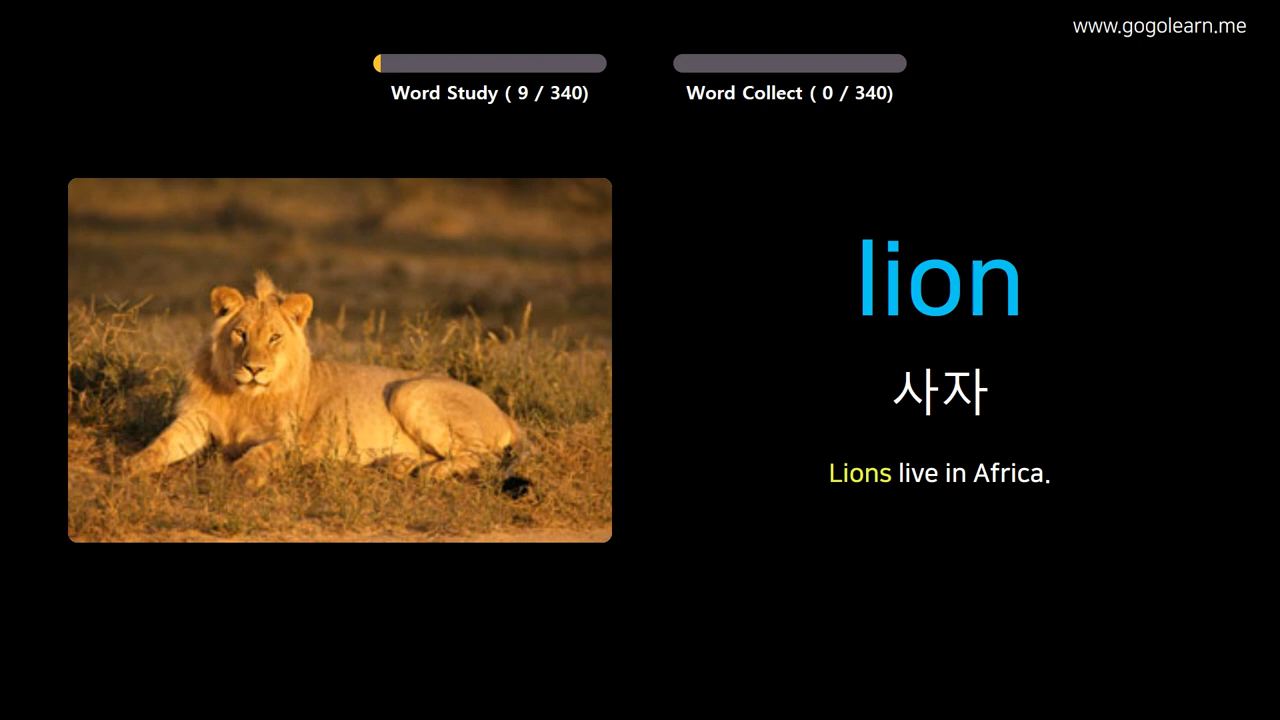 www.gogolearn.me
Word Study ( 9 / 340)
Word Collect ( 0 / 340)
lion
사자
Lions live in Africa.